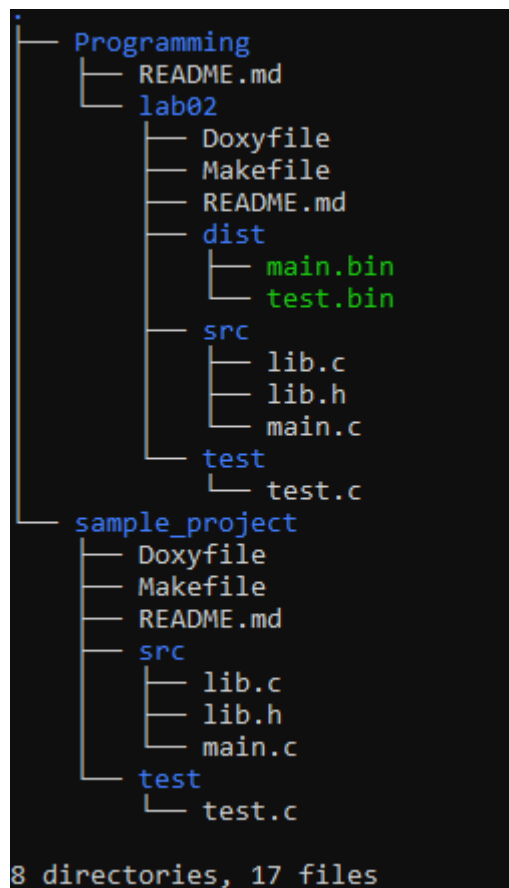 .
├── Programming
│   ├── README.md
│   └── lab02
│       ├── Doxyfile
│       ├── Makefile
│       ├── README.md
│       ├── dist
│       │   ├── main.bin
│       │   └── test.bin
│       ├── src
│       │   ├── lib.c
│       │   ├── lib.h
│       │   └── main.c
│       └── test
│           └── test.c
└── sample_project
    ├── Doxyfile
    ├── Makefile
    ├── README.md
    ├── src
    │   ├── lib.c
    │   ├── lib.h
    │   └── main.c
    └── test
        └── test.c

8 directories, 17 files